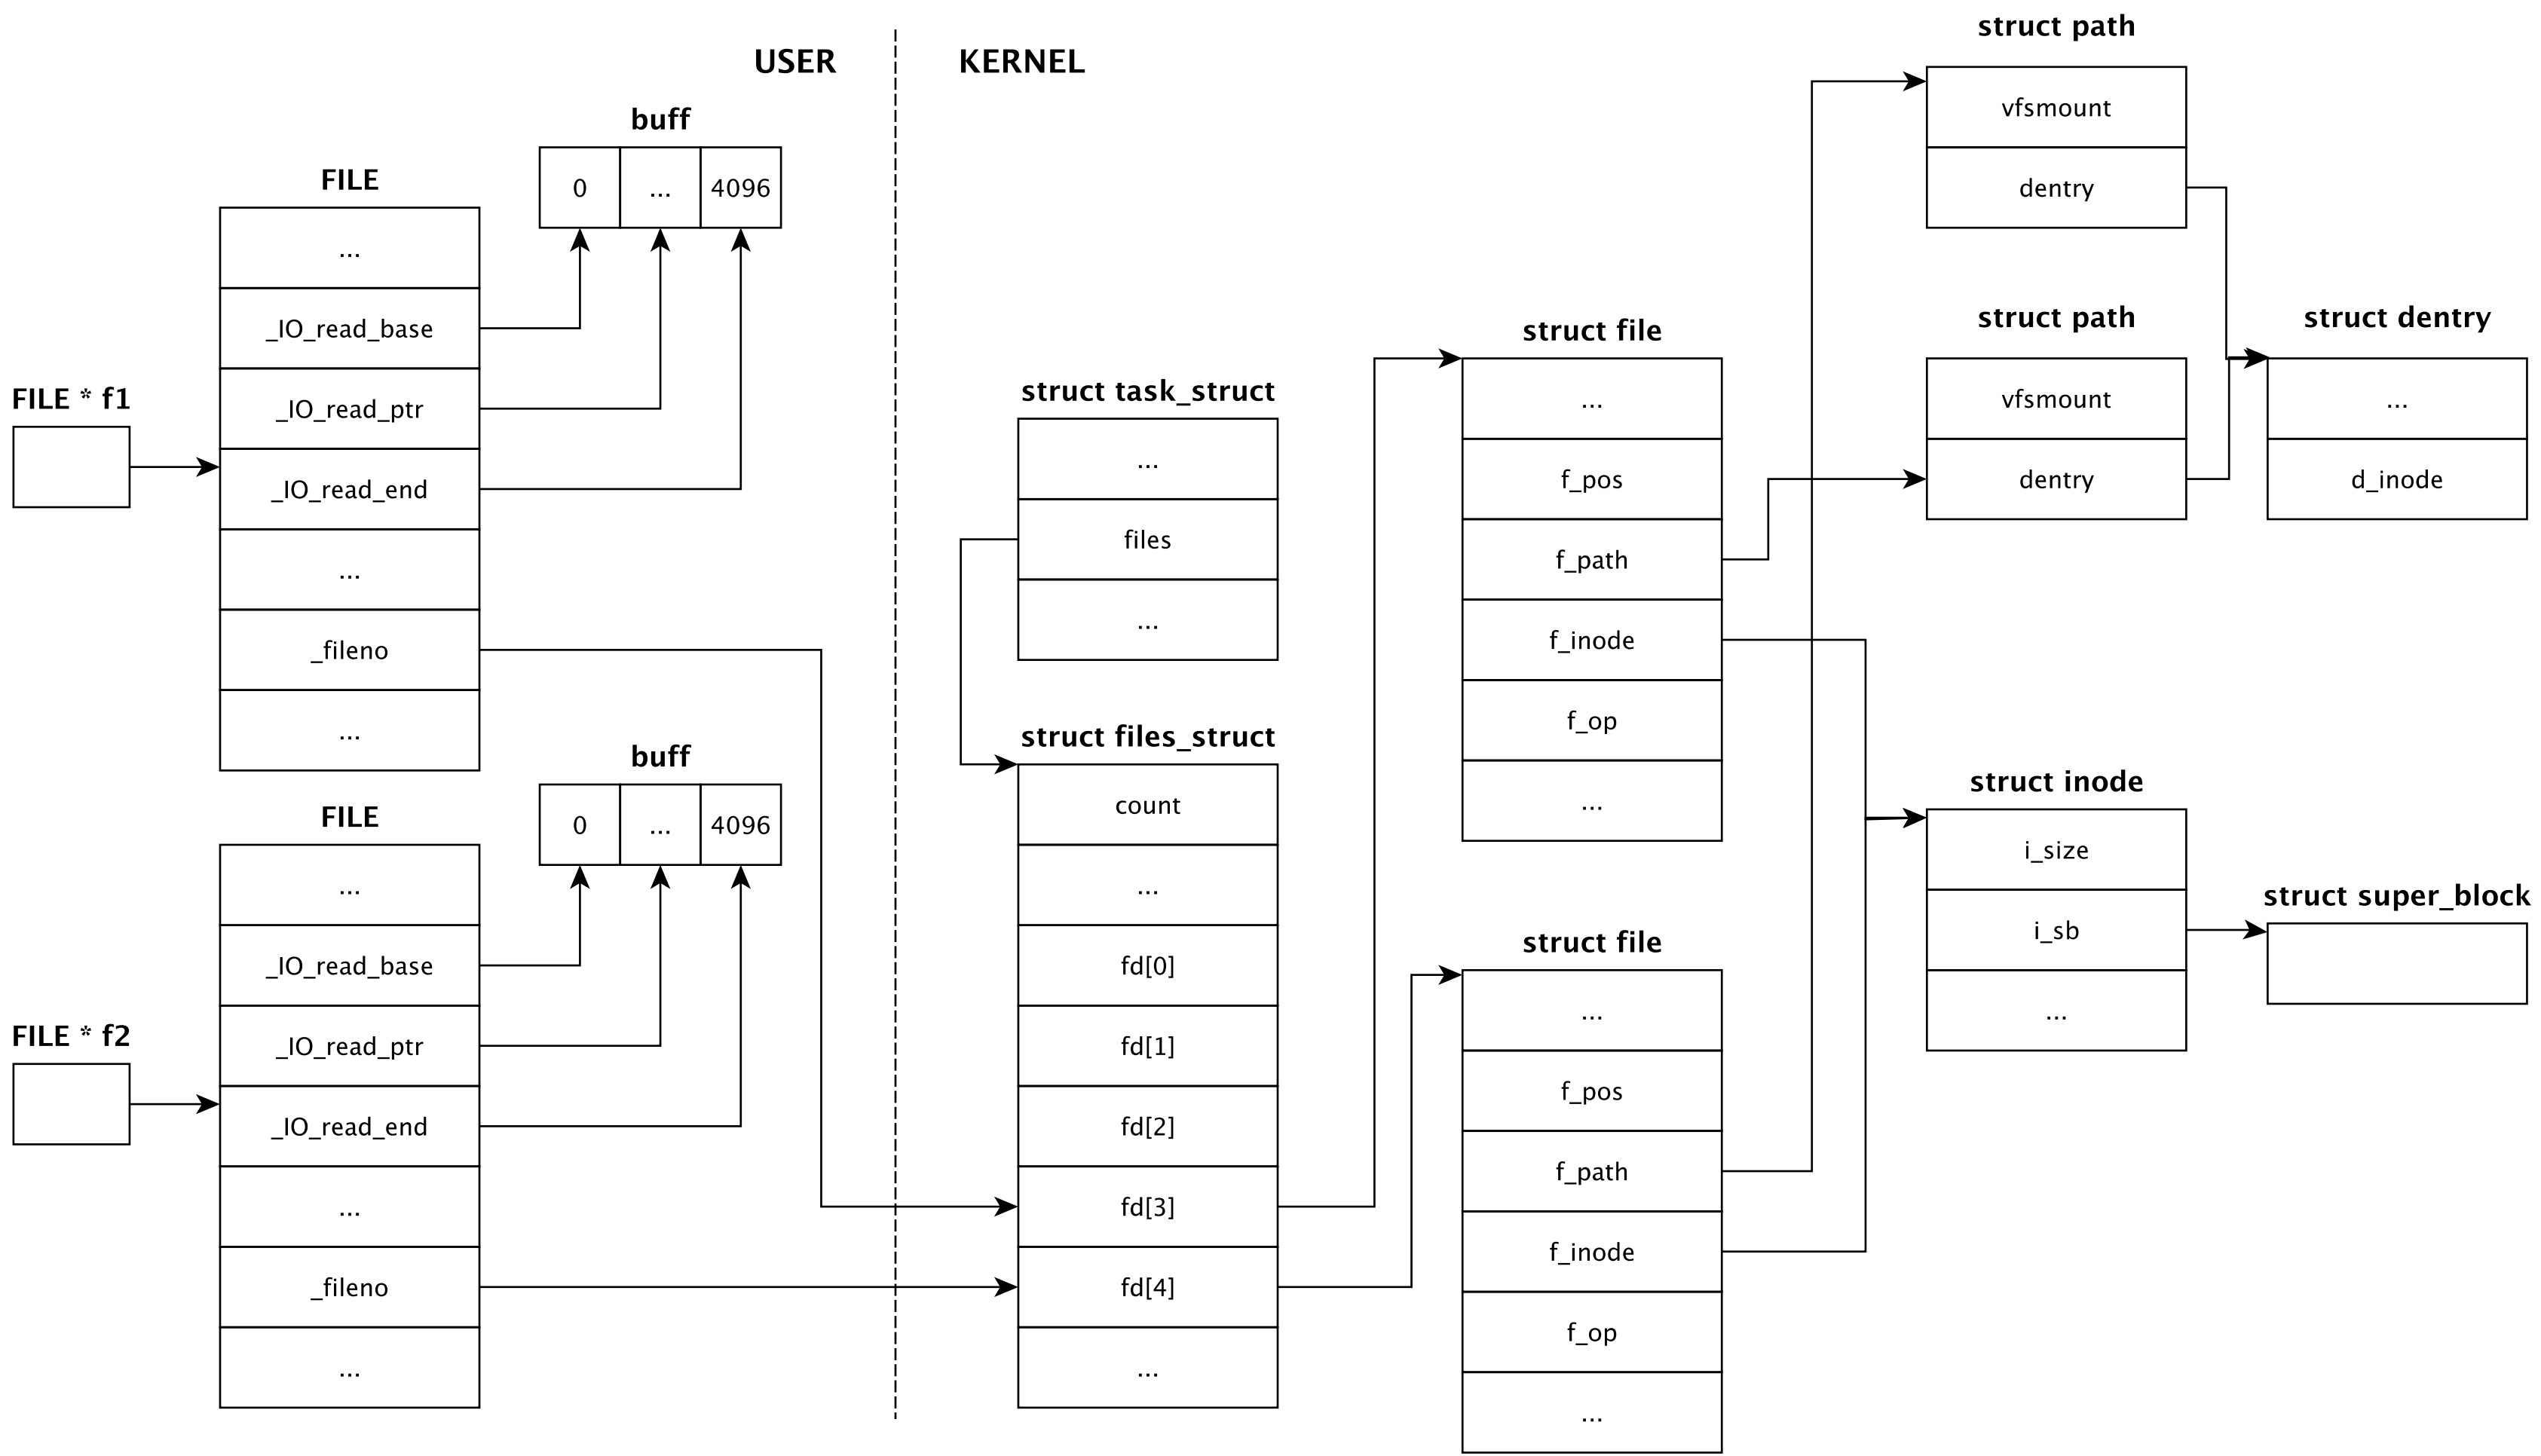 USER
KERNEL
FILE * f1
FILE
...
_IO_read_base
_IO_read_ptr
_IO_read_end
...
_fileno
...
buff
0 ... 4096
FILE * f2
FILE
...
_IO_read_base
_IO_read_ptr
_IO_read_end
...
_fileno
...
buff
0 ... 4096
struct task_struct
...
files
...
struct files_struct
count
...
fd[0]
fd[1]
fd[2]
fd[3]
fd[4]
...
struct file
...
f_pos
f_path
f_inode
f_op
...
struct file
...
f_pos
f_path
f_inode
f_op
...
struct path
vfsmount
dentry
struct path
vfsmount
dentry
struct dentry
...
d_inode
struct inode
i_size
i_sb
...
struct super_block